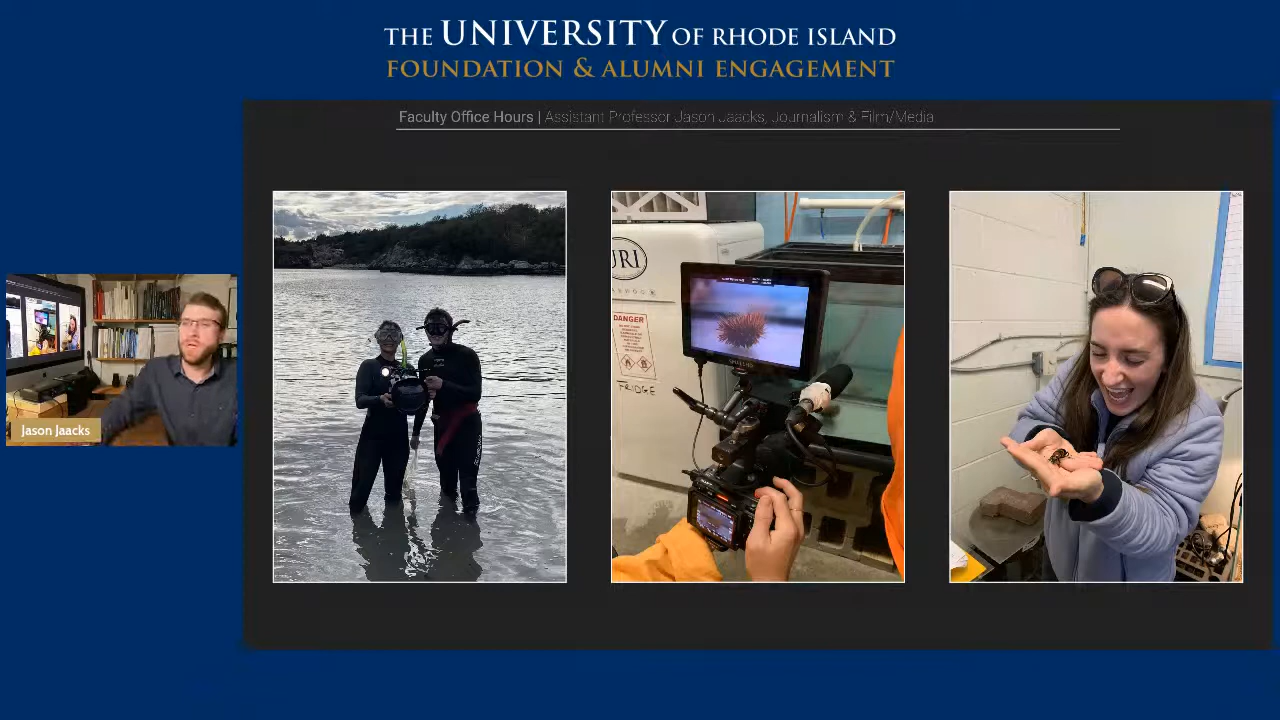 THE UNIVERSITY OF RHODE ISLAND
FOUNDATION & ALUMNI ENGAGEMENT
Faculty Office Hours | Assistant Professor Jason Jaacks, Journalism & Film/Media
Jason Jaacks
URI
DANGER
FRIDGE